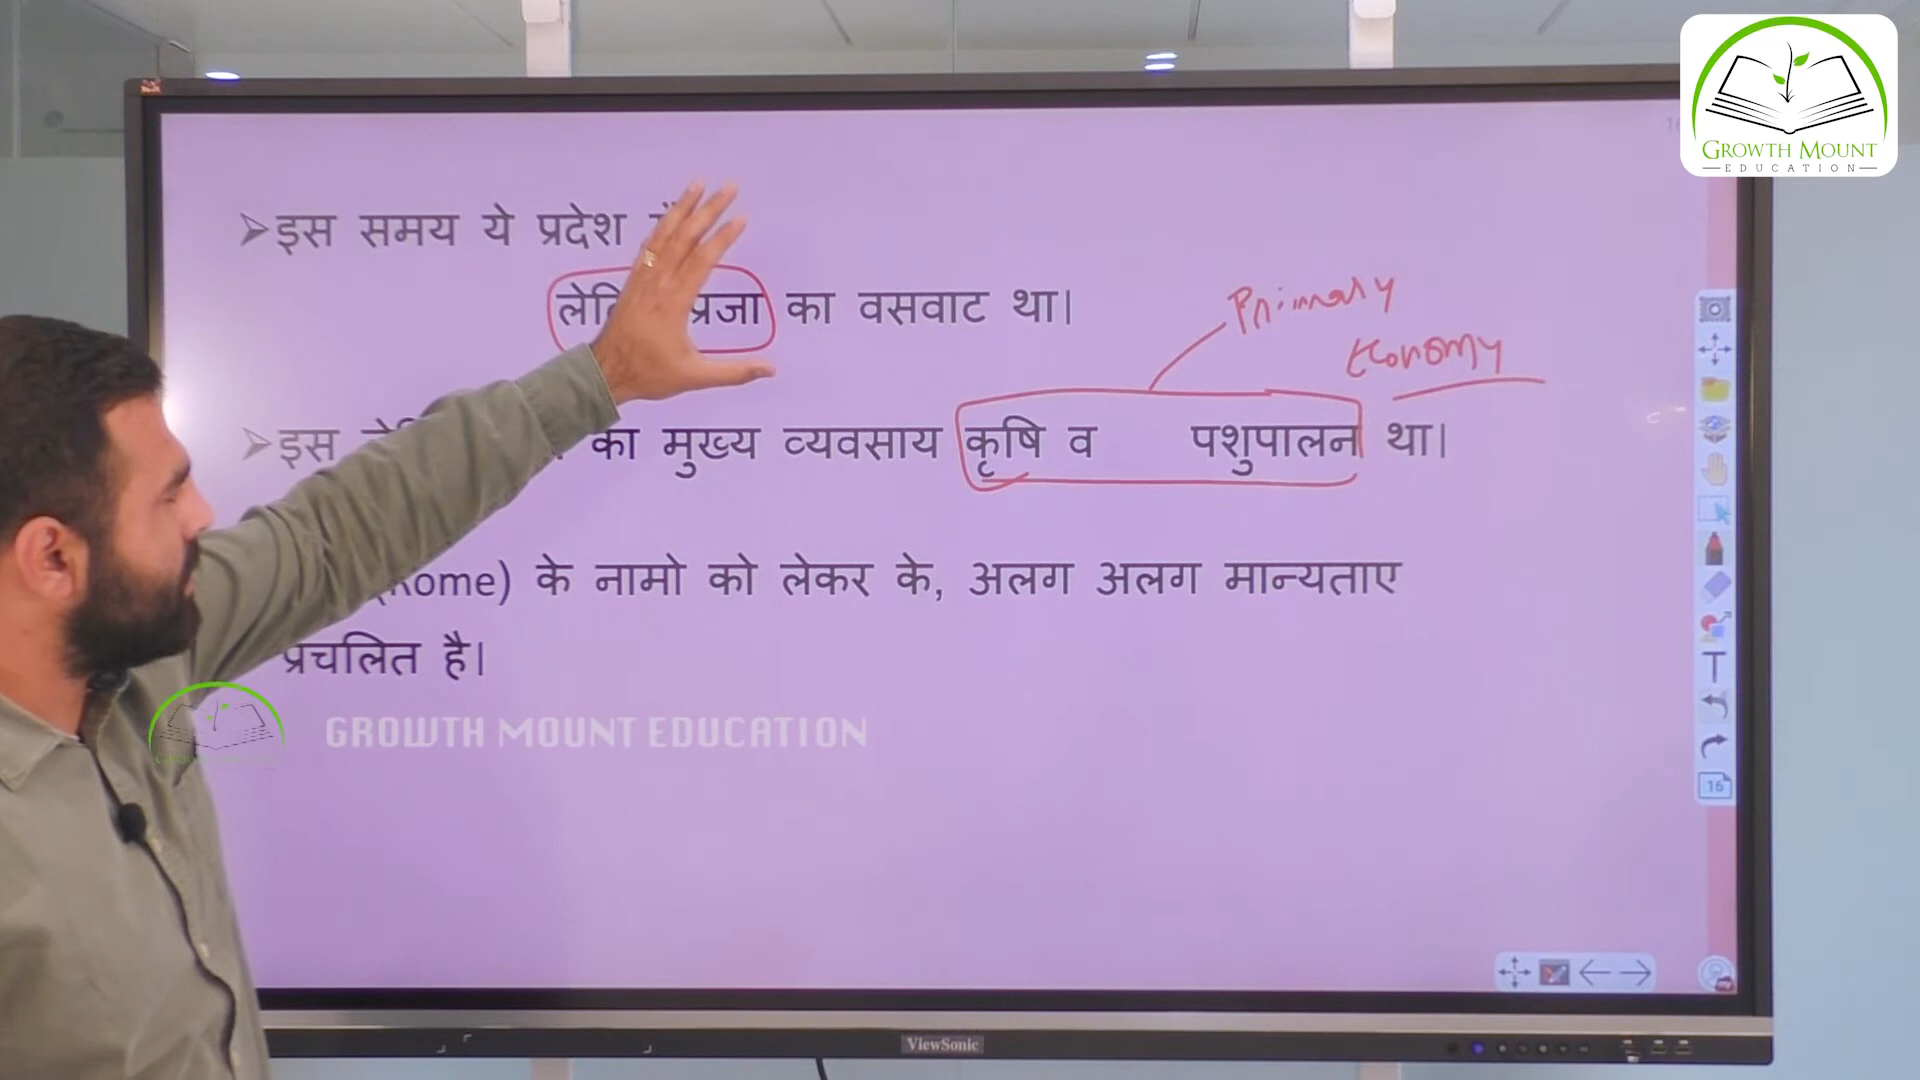 GROWTH MOUNT
EDUCATION
इस समय ये प्रदेश
प्रजा का वसवाट था।
Primary
Economy
इस का मुख्य व्यवसाय कृषि व पशुपालन था।
(Rome) के नामो को लेकर के, अलग अलग मान्यताए
प्रचलित है।
GROWTH MOUNT EDUCATION
T
16
ViewSonic